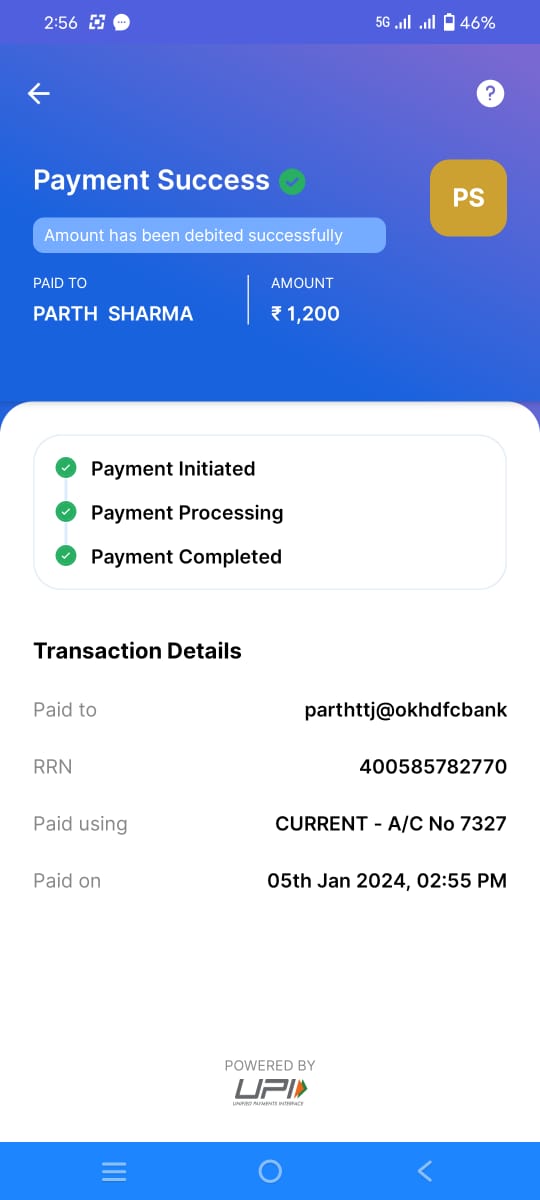 2:56 5G 46%
?
Payment Success
PS
Amount has been debited successfully
PAID TO AMOUNT
PARTH SHARMA ₹ 1,200
Payment Initiated
Payment Processing
Payment Completed
Transaction Details
Paid to parthttj@okhdfcbank
RRN 400585782770
Paid using CURRENT - A/C No 7327
Paid on 05th Jan 2024, 02:55 PM
POWERED BY
UPI
UNIFIED PAYMENTS INTERFACE